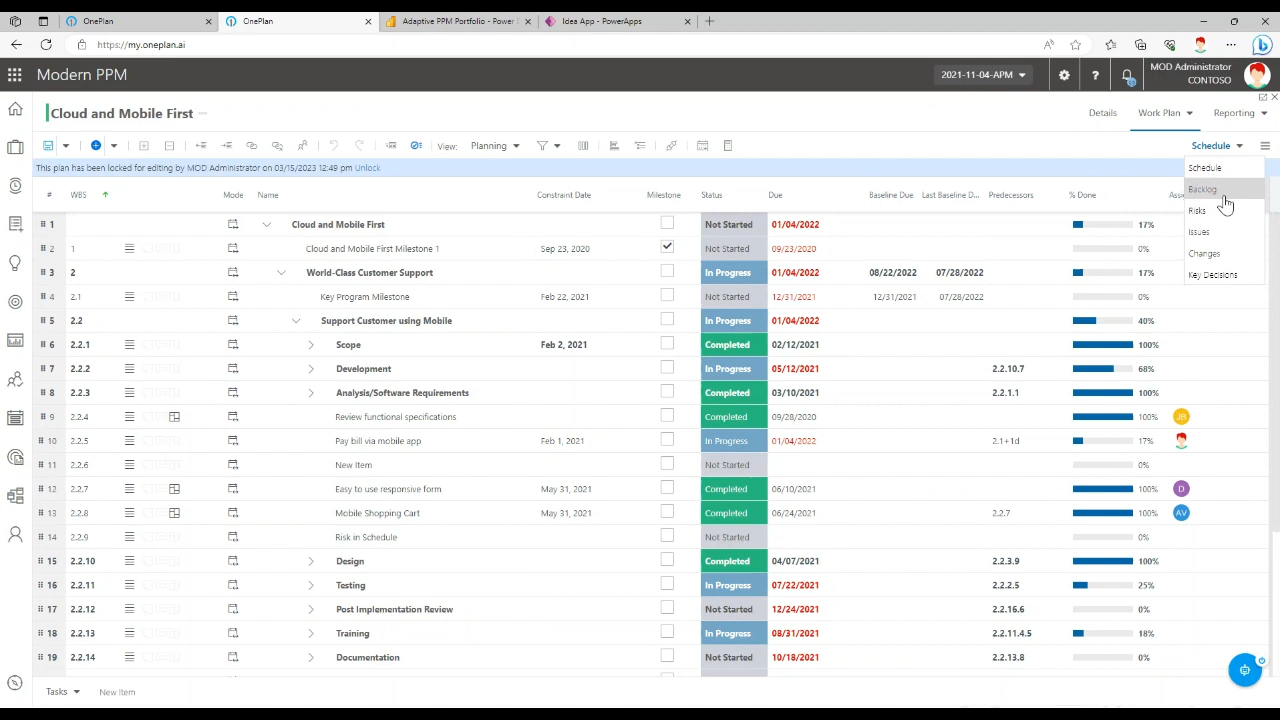 OnePlan
OnePlan
Adaptive PPM Portfolio - Power
Idea App - PowerApps
https://my.oneplan.ai
Modern PPM
2021-11-04-APM
?
MOD Administrator
CONTOSO
Cloud and Mobile First
Details
Work Plan
Reporting
View: Planning
Schedule
This plan has been locked for editing by MOD Administrator on 03/15/2023 12:49 pm Unlock
Schedule
Backlog
Risks
Issues
Changes
Key Decisions
# WBS Mode Name Constraint Date Milestone Status Due Baseline Due Last Baseline D... Predecessors % Done Ass
1 Cloud and Mobile First Not Started 01/04/2022 17%
2 1 Cloud and Mobile First Milestone 1 Sep 23, 2020 Not Started 09/23/2020 0%
3 2 World-Class Customer Support In Progress 01/04/2022 08/22/2022 07/28/2022 17%
4 2.1 Key Program Milestone Feb 22, 2021 Not Started 12/31/2021 12/31/2021 07/28/2022 0%
5 2.2 Support Customer using Mobile In Progress 01/04/2022 40%
6 2.2.1 Scope Feb 2, 2021 Completed 02/12/2021 100%
7 2.2.2 Development In Progress 05/12/2021 2.2.10.7 68%
8 2.2.3 Analysis/Software Requirements Completed 03/10/2021 2.2.1.1 100%
9 2.2.4 Review functional specifications Completed 09/28/2020 100% JB
10 2.2.5 Pay bill via mobile app Feb 1, 2021 In Progress 01/04/2022 2.1+1d 17%
11 2.2.6 New Item Not Started 0%
12 2.2.7 Easy to use responsive form May 31, 2021 Completed 06/10/2021 100% D
13 2.2.8 Mobile Shopping Cart May 31, 2021 Completed 06/24/2021 2.2.7 100% AV
14 2.2.9 Risk in Schedule Not Started 0%
15 2.2.10 Design Completed 04/07/2021 2.2.3.9 100%
16 2.2.11 Testing In Progress 07/22/2021 2.2.2.5 25%
17 2.2.12 Post Implementation Review Not Started 12/24/2021 2.2.16.6 0%
18 2.2.13 Training In Progress 08/31/2021 2.2.11.4.5 18%
19 2.2.14 Documentation Not Started 10/18/2021 2.2.13.8 0%
Tasks New Item